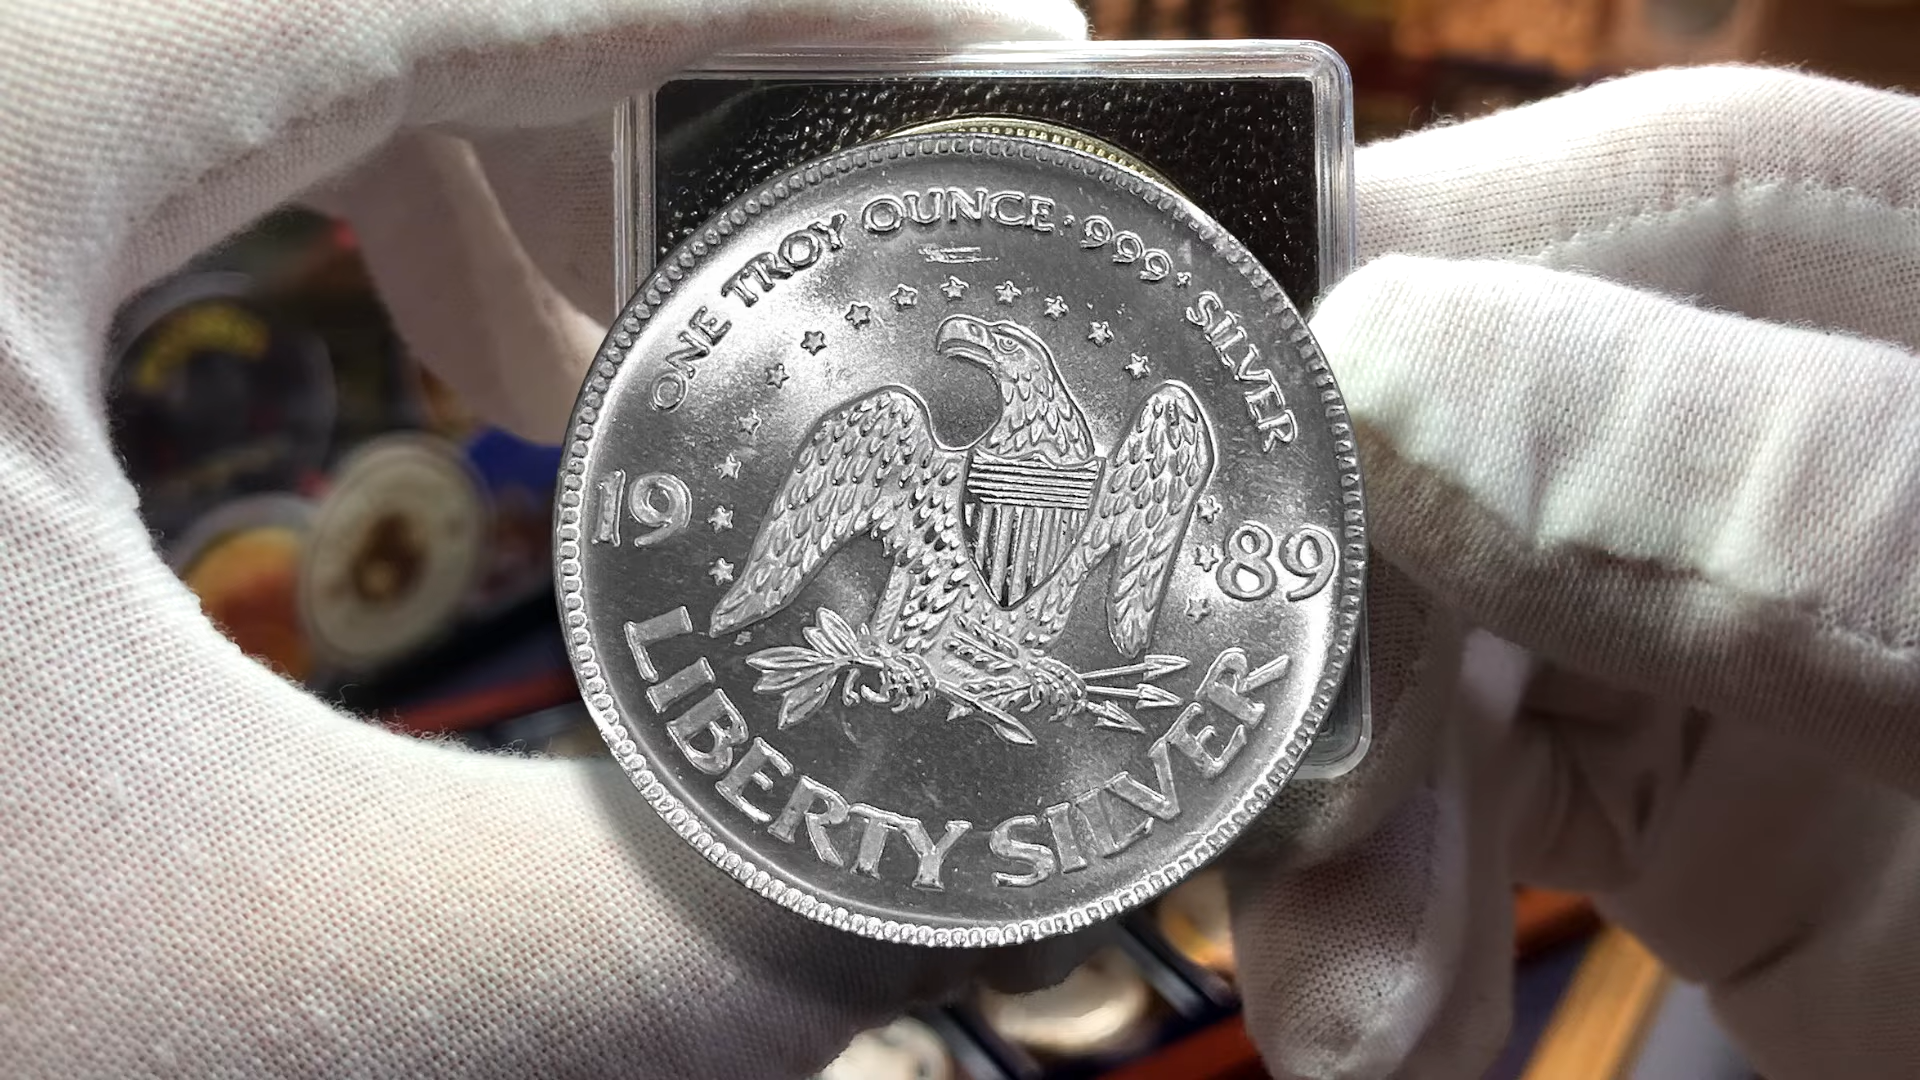 ONE TROY OUNCE · 999 · SILVER
19 89
LIBERTY SILVER